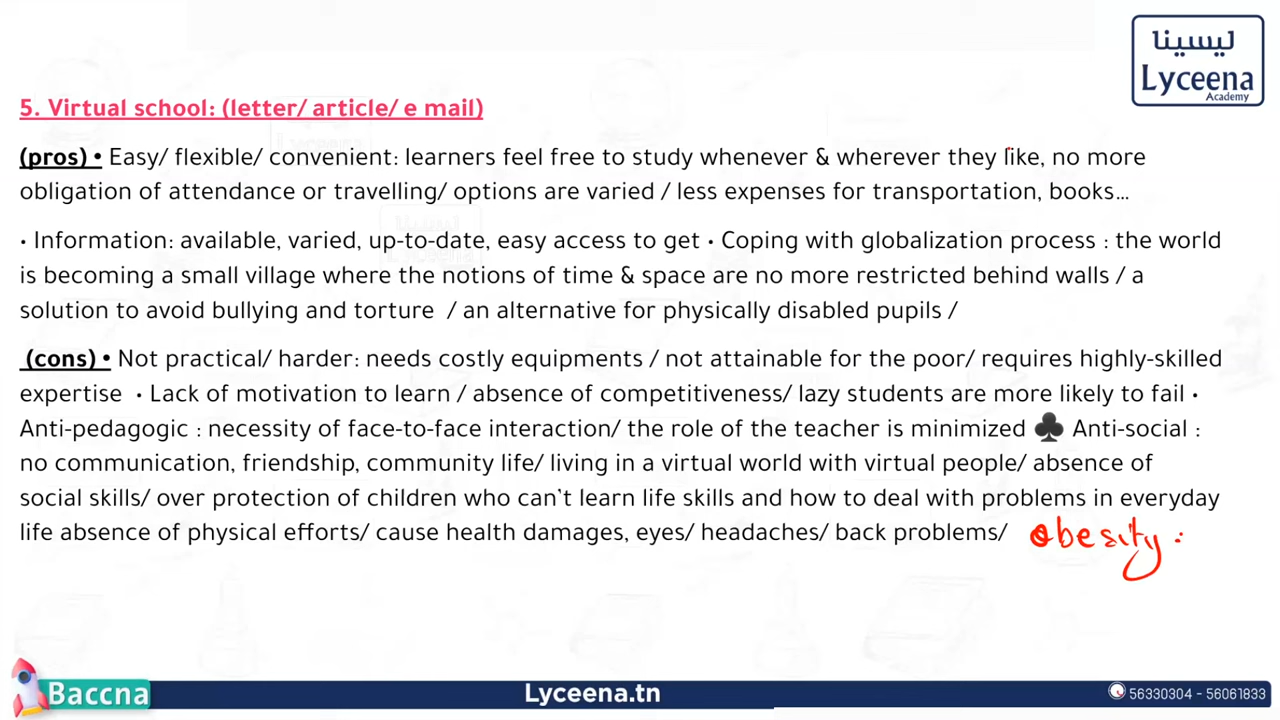 ليسينا
Lyceena
Academy
5. Virtual school: (letter/ article/ e mail)
(pros) • Easy/ flexible/ convenient: learners feel free to study whenever & wherever they like, no more
obligation of attendance or travelling/ options are varied / less expenses for transportation, books…
• Information: available, varied, up-to-date, easy access to get • Coping with globalization process : the world
is becoming a small village where the notions of time & space are no more restricted behind walls / a
solution to avoid bullying and torture / an alternative for physically disabled pupils /
(cons) • Not practical/ harder: needs costly equipments / not attainable for the poor/ requires highly-skilled
expertise • Lack of motivation to learn / absence of competitiveness/ lazy students are more likely to fail •
Anti-pedagogic : necessity of face-to-face interaction/ the role of the teacher is minimized ♣ Anti-social :
no communication, friendship, community life/ living in a virtual world with virtual people/ absence of
social skills/ over protection of children who can't learn life skills and how to deal with problems in everyday
life absence of physical efforts/ cause health damages, eyes/ headaches/ back problems/ obesity :
Baccna
Lyceena.tn
56330304 - 56061833